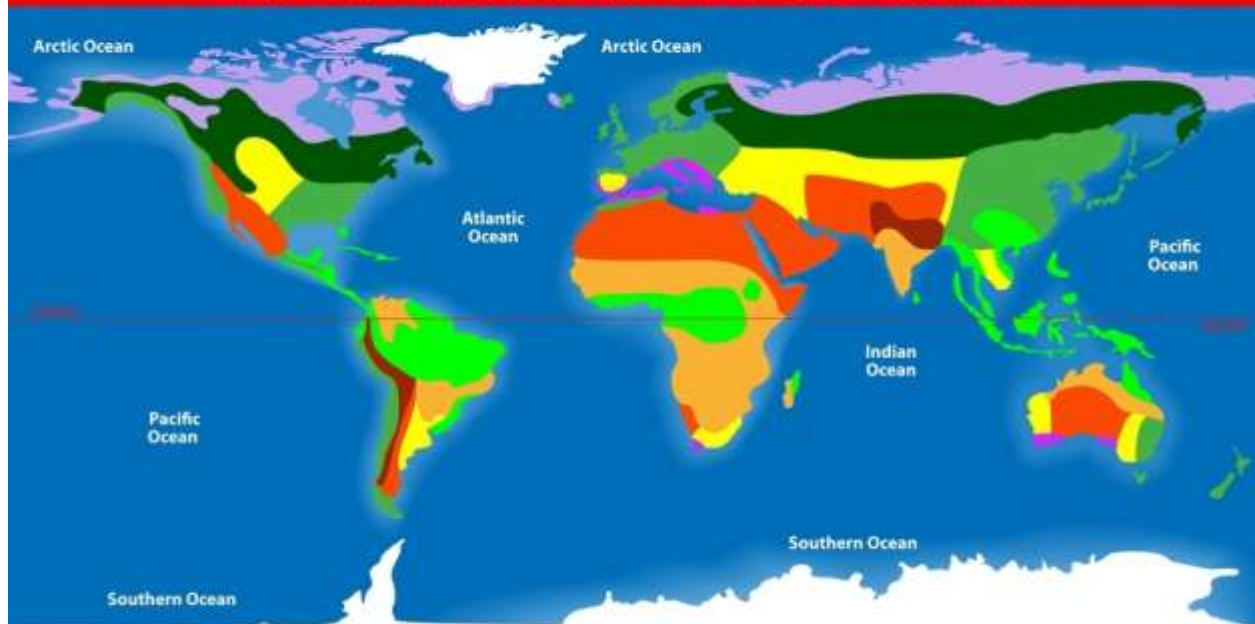 Arctic Ocean
Arctic Ocean
Atlantic
Ocean
Pacific
Ocean
Indian
Ocean
Pacific
Ocean
Southern Ocean
Southern Ocean